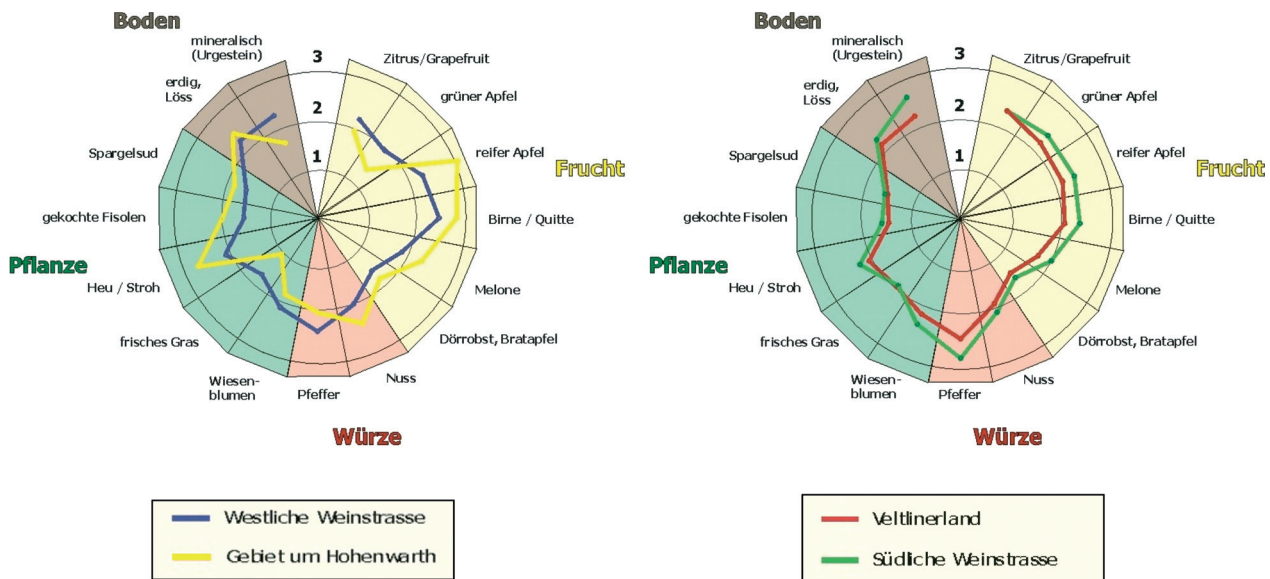 Boden
mineralisch
(Urgestein)
erdig,
Löss
Spargelsud
gekochte Fisolen
Pflanze
Heu / Stroh
frisches Gras
Wiesen-
blumen
Pfeffer
Würze
Nuss
Dörrobst, Bratapfel
Melone
Birne / Quitte
Frucht
reifer Apfel
grüner Apfel
Zitrus/Grapefruit
3
2
1
Westliche Weinstrasse
Gebiet um Hohenwarth
Boden
mineralisch
(Urgestein)
erdig,
Löss
Spargelsud
gekochte Fisolen
Pflanze
Heu / Stroh
frisches Gras
Wiesen-
blumen
Pfeffer
Würze
Nuss
Dörrobst, Bratapfel
Melone
Birne / Quitte
Frucht
reifer Apfel
grüner Apfel
Zitrus/Grapefruit
3
2
1
Veltlinerland
Südliche Weinstrasse